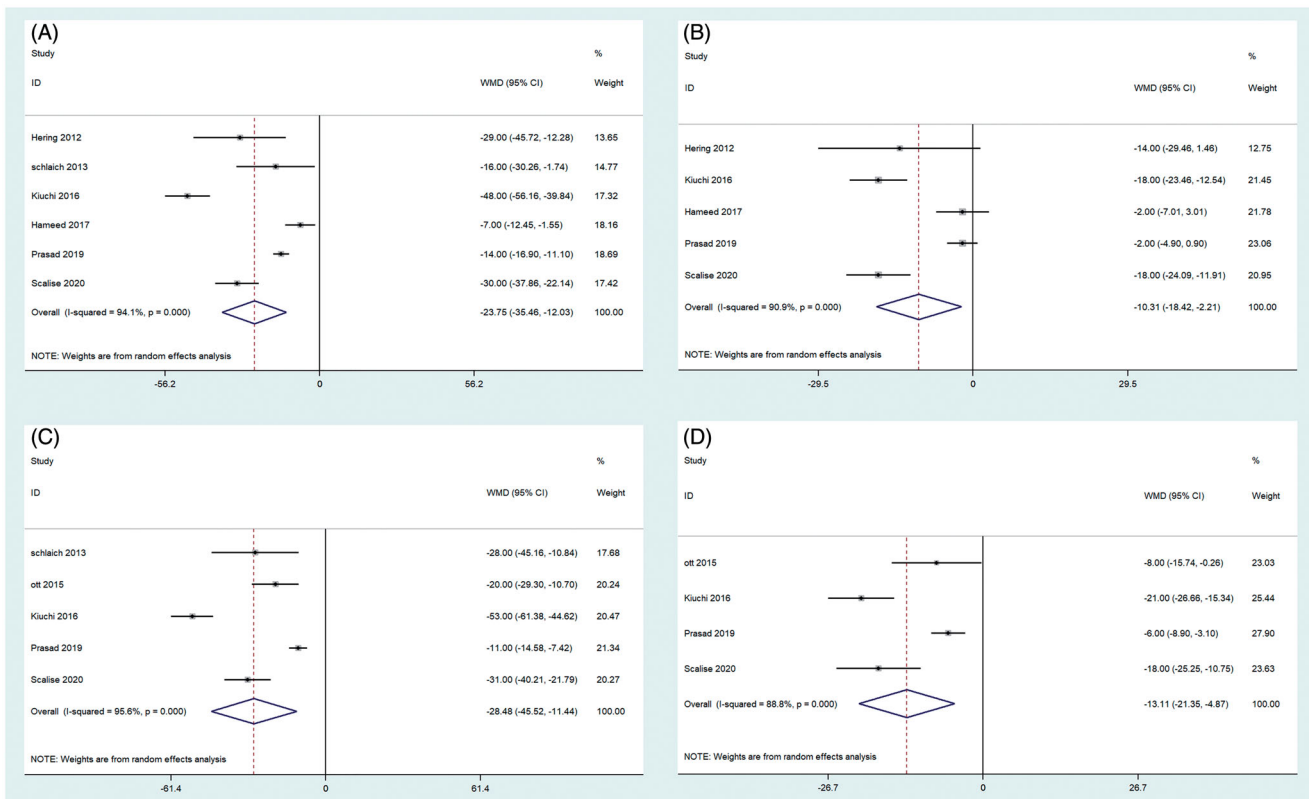 (A)
Study %
ID WMD (95% CI) Weight
Hering 2012 -29.00 (-45.72, -12.28) 13.65
schlaich 2013 -16.00 (-30.26, -1.74) 14.77
Kiuchi 2016 -48.00 (-56.16, -39.84) 17.32
Hameed 2017 -7.00 (-12.45, -1.55) 18.16
Prasad 2019 -14.00 (-16.90, -11.10) 18.69
Scalise 2020 -30.00 (-37.86, -22.14) 17.42
Overall (I-squared = 94.1%, p = 0.000) -23.75 (-35.46, -12.03) 100.00
NOTE: Weights are from random effects analysis
-56.2 0 56.2
(B)
Study %
ID WMD (95% CI) Weight
Hering 2012 -14.00 (-29.46, 1.46) 12.75
Kiuchi 2016 -18.00 (-23.46, -12.54) 21.45
Hameed 2017 -2.00 (-7.01, 3.01) 21.78
Prasad 2019 -2.00 (-4.90, 0.90) 23.06
Scalise 2020 -18.00 (-24.09, -11.91) 20.95
Overall (I-squared = 90.9%, p = 0.000) -10.31 (-18.42, -2.21) 100.00
NOTE: Weights are from random effects analysis
-29.5 0 29.5
(C)
Study %
ID WMD (95% CI) Weight
schlaich 2013 -28.00 (-45.16, -10.84) 17.68
ott 2015 -20.00 (-29.30, -10.70) 20.24
Kiuchi 2016 -53.00 (-61.38, -44.62) 20.47
Prasad 2019 -11.00 (-14.58, -7.42) 21.34
Scalise 2020 -31.00 (-40.21, -21.79) 20.27
Overall (I-squared = 95.6%, p = 0.000) -28.48 (-45.52, -11.44) 100.00
NOTE: Weights are from random effects analysis
-61.4 0 61.4
(D)
Study %
ID WMD (95% CI) Weight
ott 2015 -8.00 (-15.74, -0.26) 23.03
Kiuchi 2016 -21.00 (-26.66, -15.34) 25.44
Prasad 2019 -6.00 (-8.90, -3.10) 27.90
Scalise 2020 -18.00 (-25.25, -10.75) 23.63
Overall (I-squared = 88.8%, p = 0.000) -13.11 (-21.35, -4.87) 100.00
NOTE: Weights are from random effects analysis
-26.7 0 26.7